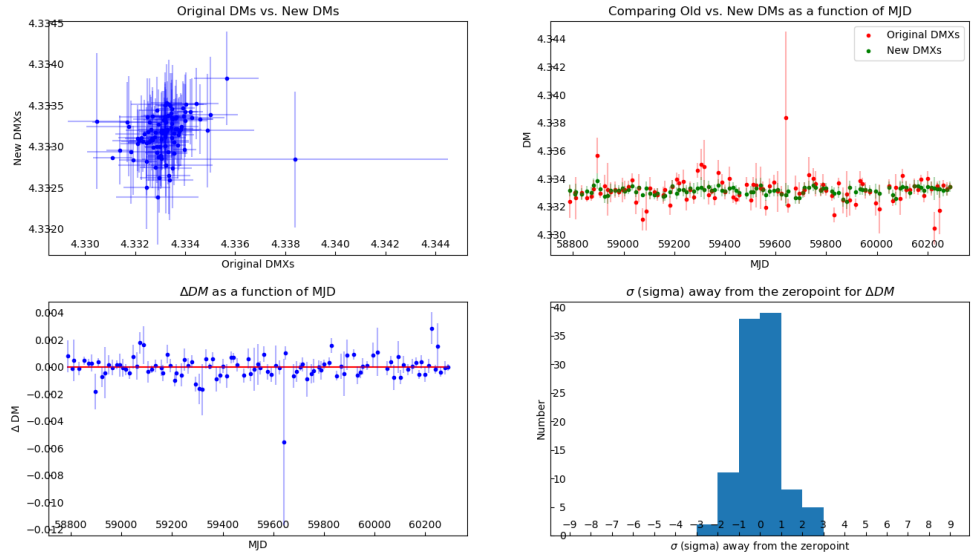 Original DMs vs. New DMs
4.3345
4.3340
4.3335
4.3330
4.3325
4.3320
New DMXs
4.330 4.332 4.334 4.336 4.338 4.340 4.342 4.344
Original DMXs
Comparing Old vs. New DMs as a function of MJD
4.344
4.342
4.340
4.338
4.336
4.334
4.332
4.330
DM
Original DMXs
New DMXs
58800 59000 59200 59400 59600 59800 60000 60200
MJD
ΔDM as a function of MJD
0.004
0.002
0.000
−0.002
−0.004
−0.006
−0.008
−0.010
−0.012
Δ DM
58800 59000 59200 59400 59600 59800 60000 60200
MJD
σ (sigma) away from the zeropoint for ΔDM
40
35
30
25
20
15
10
5
0
Number
−9 −8 −7 −6 −5 −4 −3 −2 −1 0 1 2 3 4 5 6 7 8 9
σ (sigma) away from the zeropoint